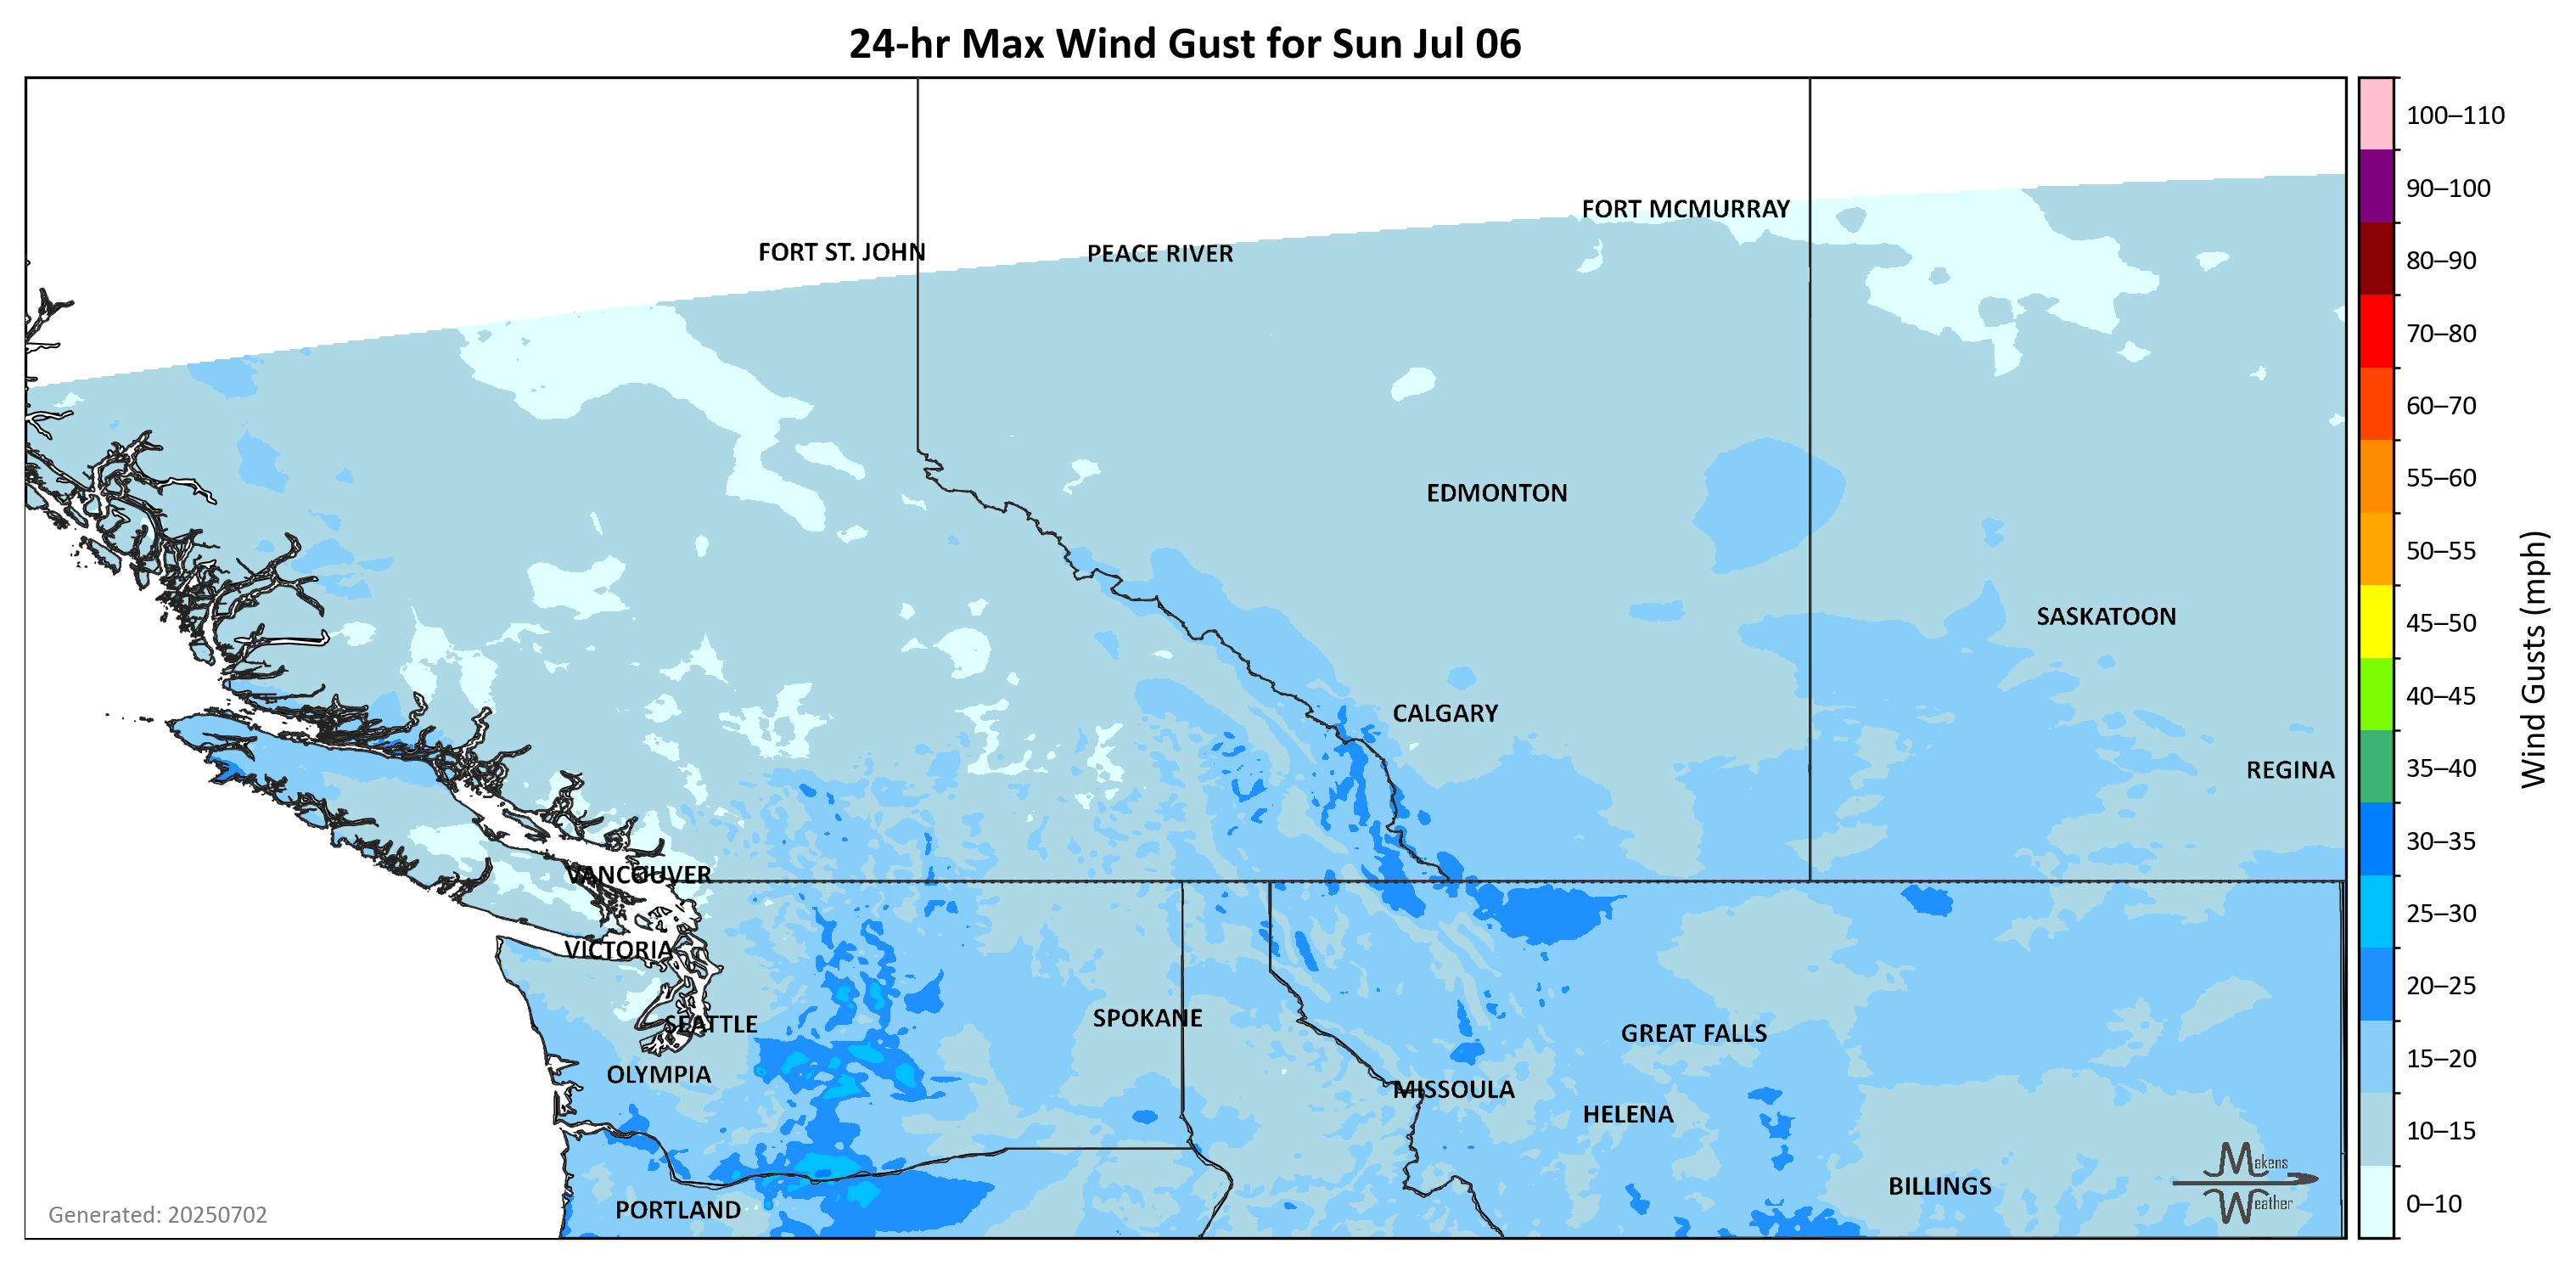 24-hr Max Wind Gust for Sun Jul 06
100–110
90–100
80–90
70–80
60–70
55–60
50–55
45–50
40–45
35–40
30–35
25–30
20–25
15–20
10–15
0–10
Wind Gusts (mph)
FORT MCMURRAY
FORT ST. JOHN
PEACE RIVER
EDMONTON
SASKATOON
CALGARY
REGINA
VANCOUVER
VICTORIA
SEATTLE
SPOKANE
GREAT FALLS
OLYMPIA
MISSOULA
HELENA
BILLINGS
PORTLAND
Makens
Weather
Generated: 20250702